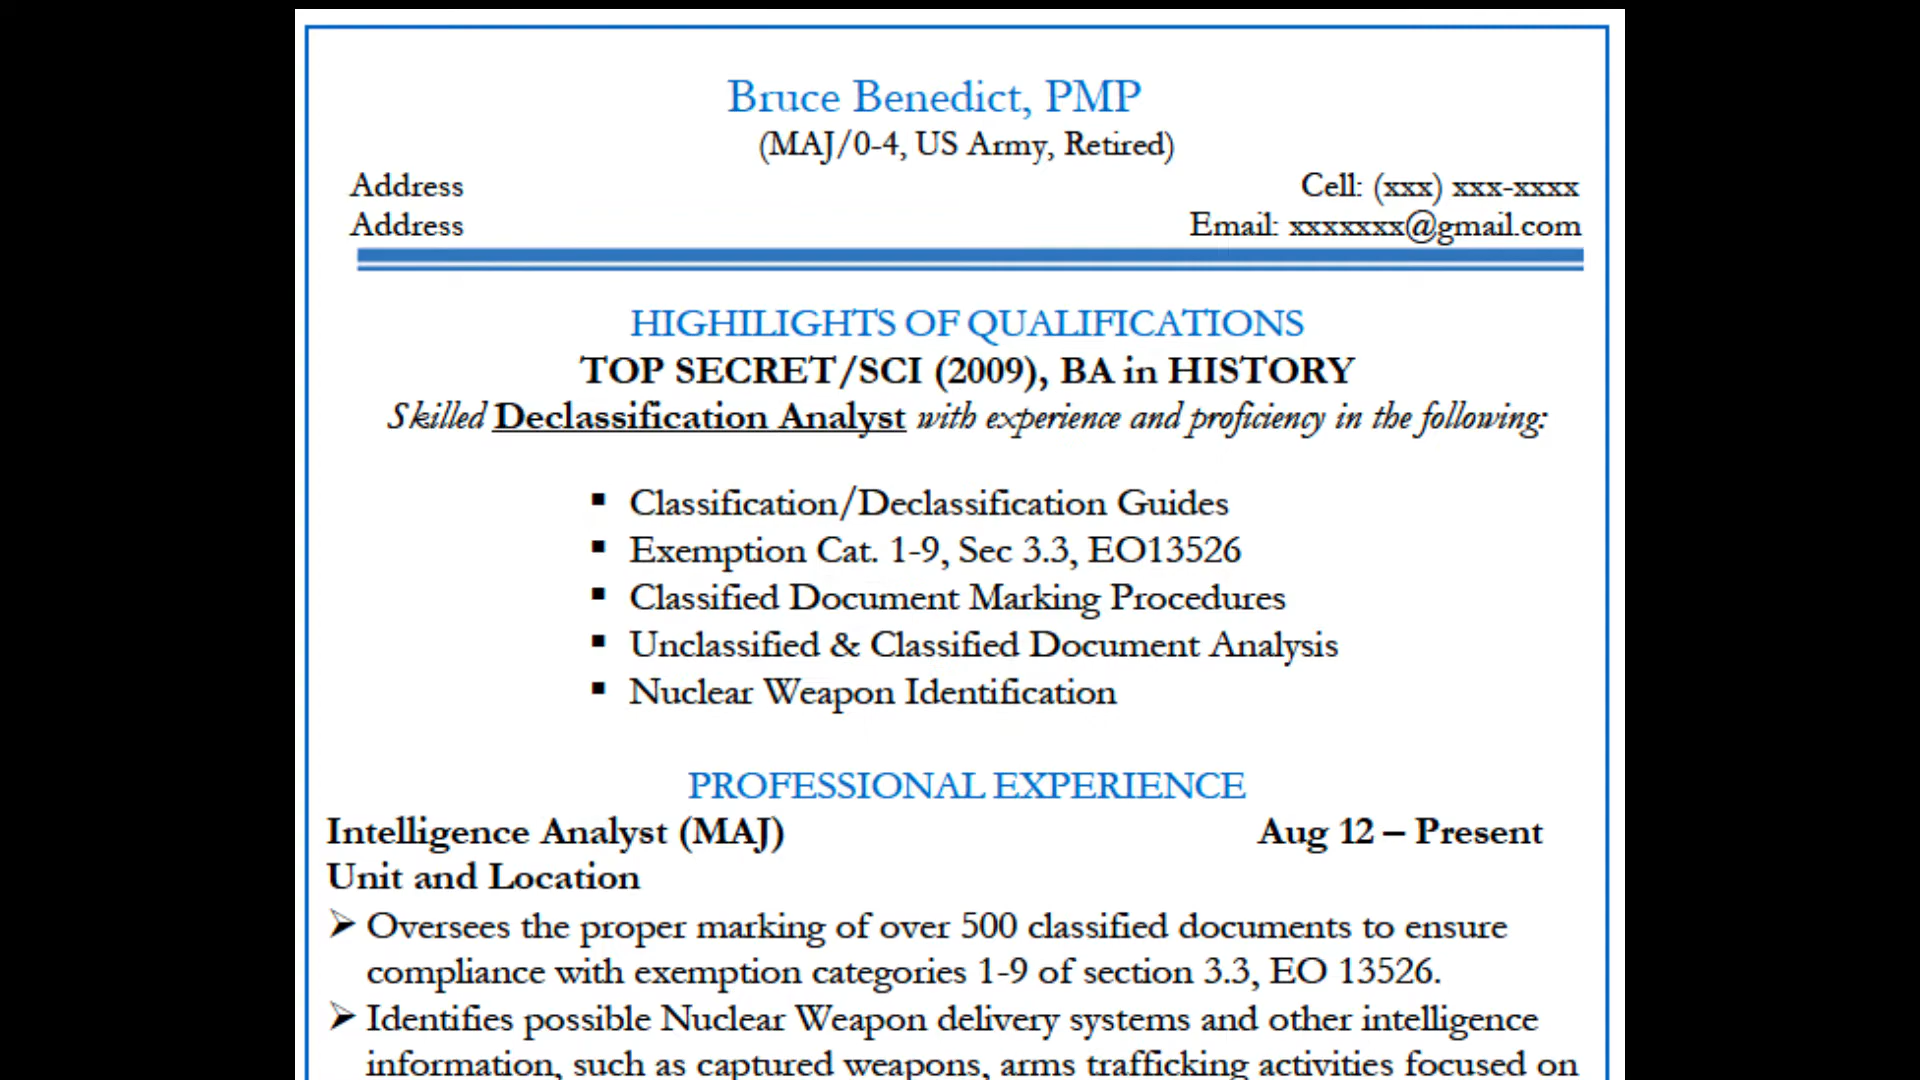 Bruce Benedict, PMP
(MAJ/0-4, US Army, Retired)
Address Cell: (xxx) xxx-xxxx
Address Email: xxxxxxx@gmail.com
HIGHILIGHTS OF QUALIFICATIONS
TOP SECRET/SCI (2009), BA in HISTORY
Skilled Declassification Analyst with experience and proficiency in the following:
▪ Classification/Declassification Guides
▪ Exemption Cat. 1-9, Sec 3.3, EO13526
▪ Classified Document Marking Procedures
▪ Unclassified & Classified Document Analysis
▪ Nuclear Weapon Identification
PROFESSIONAL EXPERIENCE
Intelligence Analyst (MAJ) Aug 12 – Present
Unit and Location
➢ Oversees the proper marking of over 500 classified documents to ensure
compliance with exemption categories 1-9 of section 3.3, EO 13526.
➢ Identifies possible Nuclear Weapon delivery systems and other intelligence
information, such as captured weapons, arms trafficking activities focused on